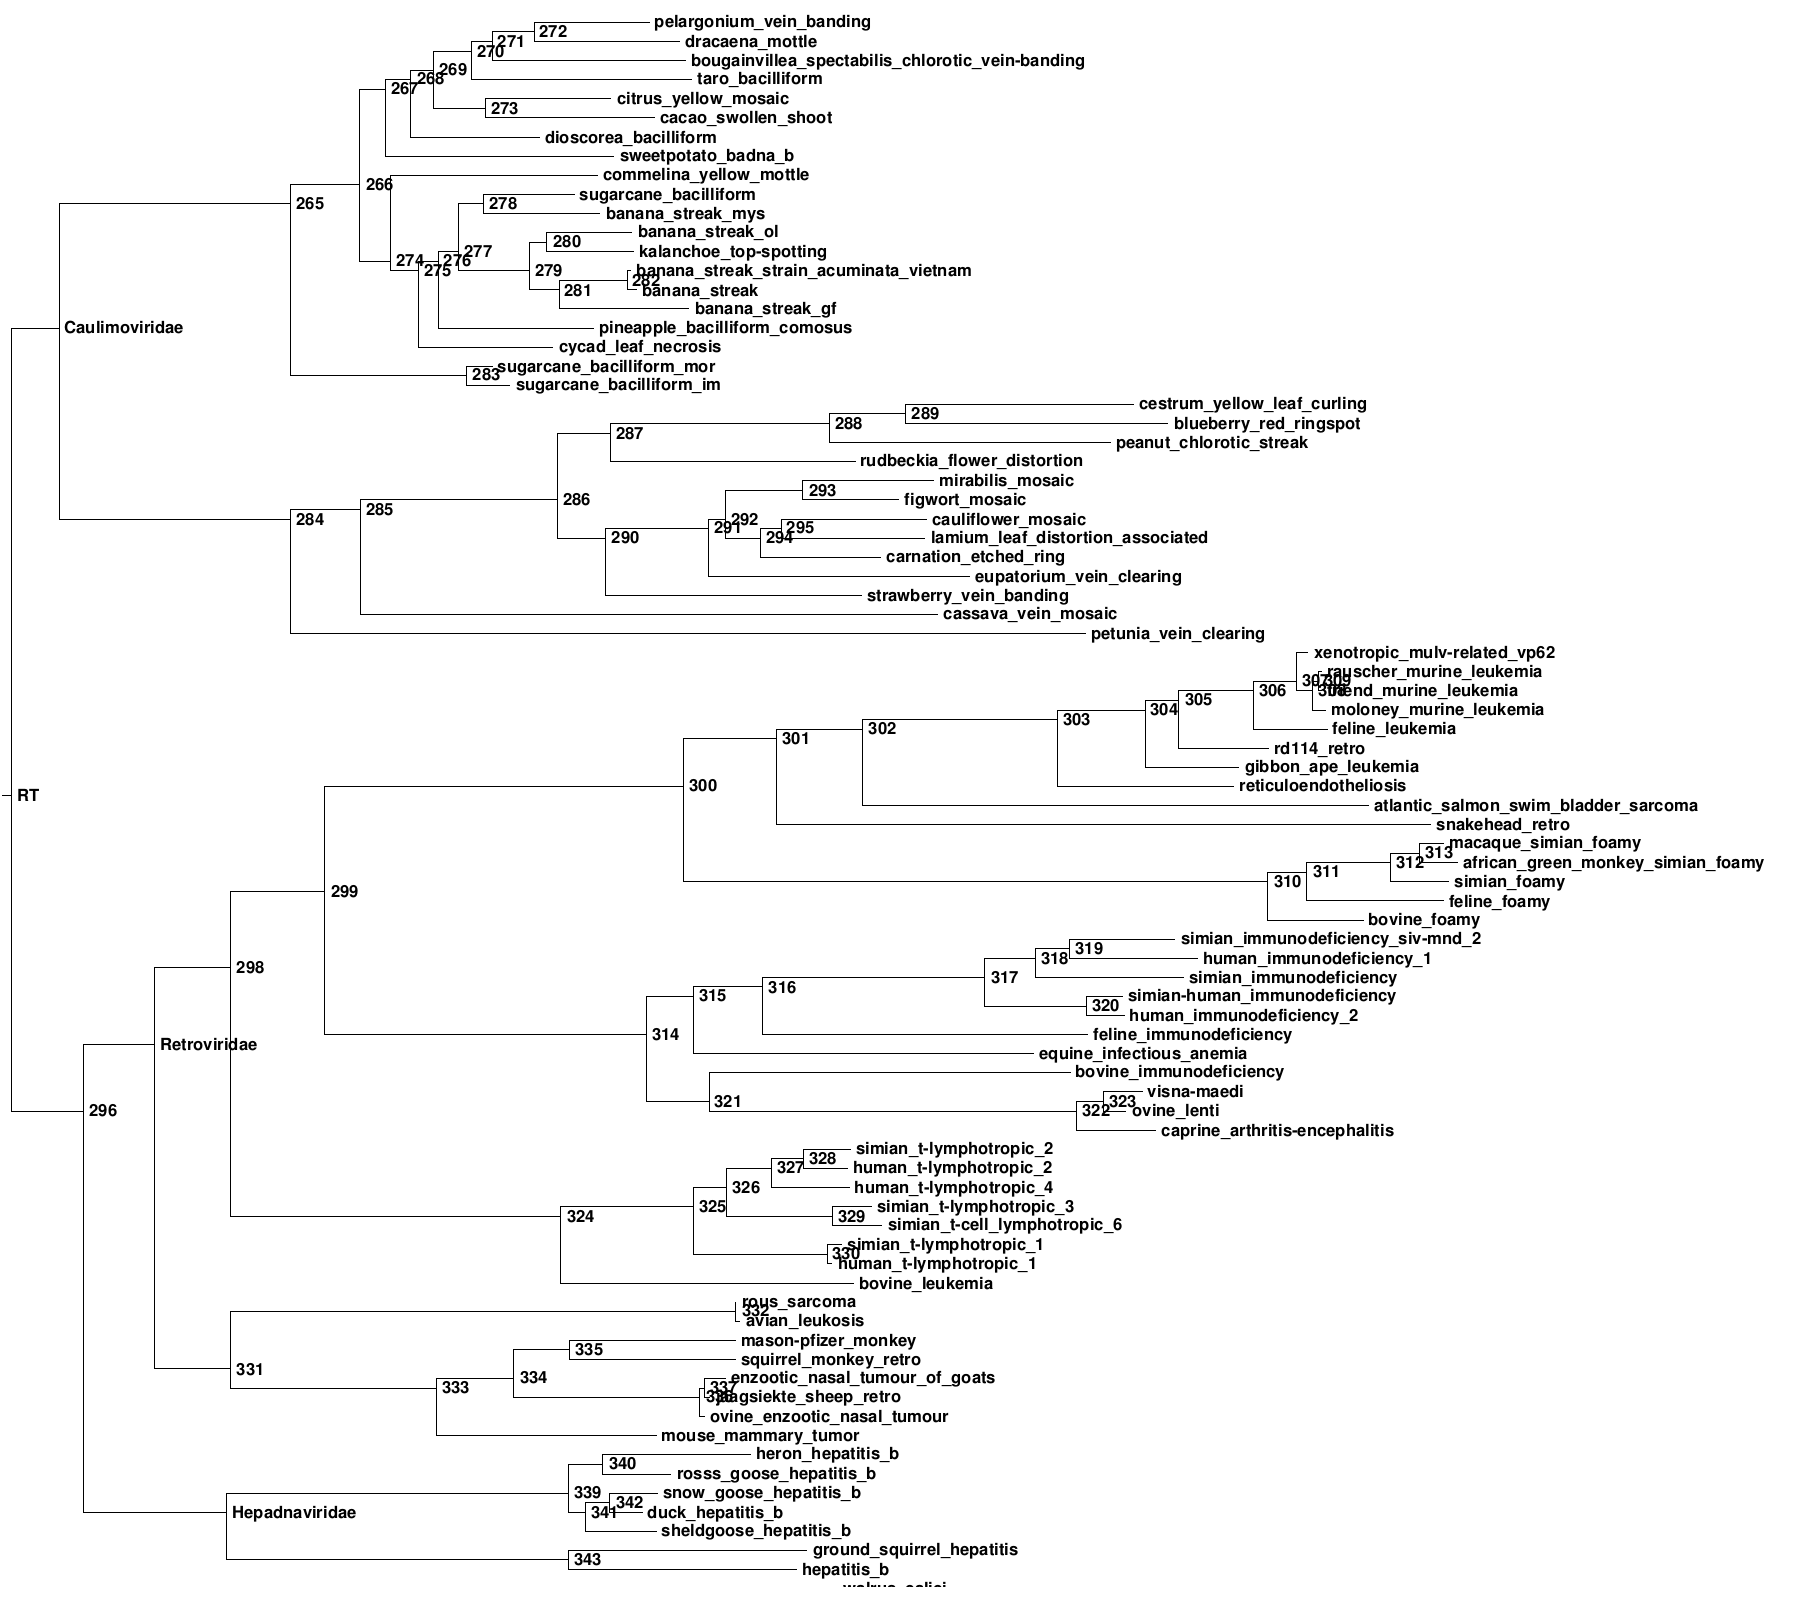 pelargonium_vein_banding
272
271
dracaena_mottle
270
bougainvillea_spectabilis_chlorotic_vein-banding
269
268
taro_bacilliform
267
citrus_yellow_mosaic
273
cacao_swollen_shoot
dioscorea_bacilliform
sweetpotato_badna_b
commelina_yellow_mottle
266
sugarcane_bacilliform
265
278
banana_streak_mys
banana_streak_ol
280
277
kalanchoe_top-spotting
274
276
275
279
banana_streak_strain_acuminata_vietnam
282
281
banana_streak
banana_streak_gf
Caulimoviridae
pineapple_bacilliform_comosus
cycad_leaf_necrosis
sugarcane_bacilliform_mor
283
sugarcane_bacilliform_im
cestrum_yellow_leaf_curling
289
288
blueberry_red_ringspot
287
peanut_chlorotic_streak
rudbeckia_flower_distortion
mirabilis_mosaic
293
286
figwort_mosaic
285
284
292
cauliflower_mosaic
291
295
290
294
lamium_leaf_distortion_associated
carnation_etched_ring
eupatorium_vein_clearing
strawberry_vein_banding
cassava_vein_mosaic
petunia_vein_clearing
xenotropic_mulv-related_vp62
rauscher_murine_leukemia
307
309
306
308
friend_murine_leukemia
305
304
moloney_murine_leukemia
303
302
feline_leukemia
301
rd114_retro
gibbon_ape_leukemia
300
reticuloendotheliosis
RT
atlantic_salmon_swim_bladder_sarcoma
snakehead_retro
macaque_simian_foamy
313
312
african_green_monkey_simian_foamy
311
310
simian_foamy
299
feline_foamy
bovine_foamy
simian_immunodeficiency_siv-mnd_2
319
318
human_immunodeficiency_1
298
317
simian_immunodeficiency
316
315
simian-human_immunodeficiency
320
human_immunodeficiency_2
314
feline_immunodeficiency
Retroviridae
equine_infectious_anemia
bovine_immunodeficiency
visna-maedi
321
323
296
322
ovine_lenti
caprine_arthritis-encephalitis
simian_t-lymphotropic_2
328
327
human_t-lymphotropic_2
326
human_t-lymphotropic_4
325
simian_t-lymphotropic_3
324
329
simian_t-cell_lymphotropic_6
simian_t-lymphotropic_1
330
human_t-lymphotropic_1
bovine_leukemia
rous_sarcoma
332
avian_leukosis
mason-pfizer_monkey
335
squirrel_monkey_retro
331
334
enzootic_nasal_tumour_of_goats
333
337
336
jaagsiekte_sheep_retro
ovine_enzootic_nasal_tumour
mouse_mammary_tumor
heron_hepatitis_b
340
rosss_goose_hepatitis_b
339
snow_goose_hepatitis_b
342
Hepadnaviridae
341
duck_hepatitis_b
sheldgoose_hepatitis_b
ground_squirrel_hepatitis
343
hepatitis_b